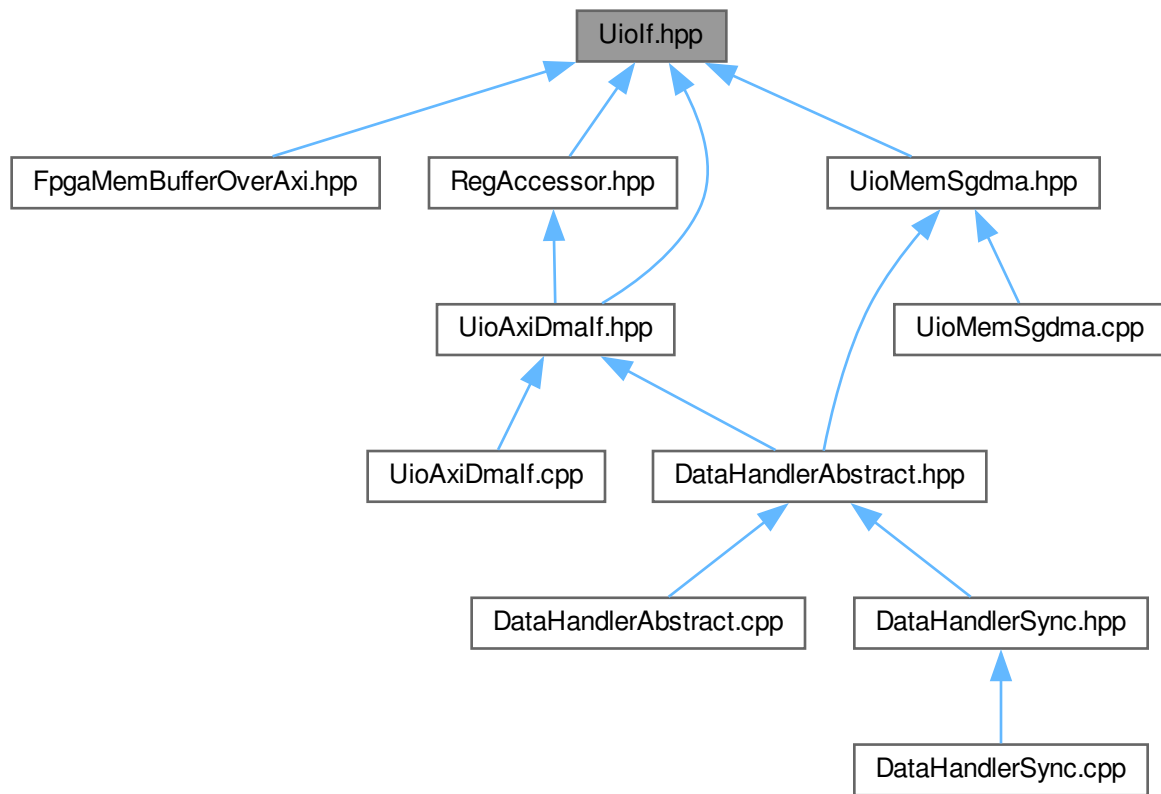 UioIf.hpp
FpgaMemBufferOverAxi.hpp
RegAccessor.hpp
UioMemSgdma.hpp
UioAxiDmaIf.hpp
UioMemSgdma.cpp
UioAxiDmaIf.cpp
DataHandlerAbstract.hpp
DataHandlerAbstract.cpp
DataHandlerSync.hpp
DataHandlerSync.cpp